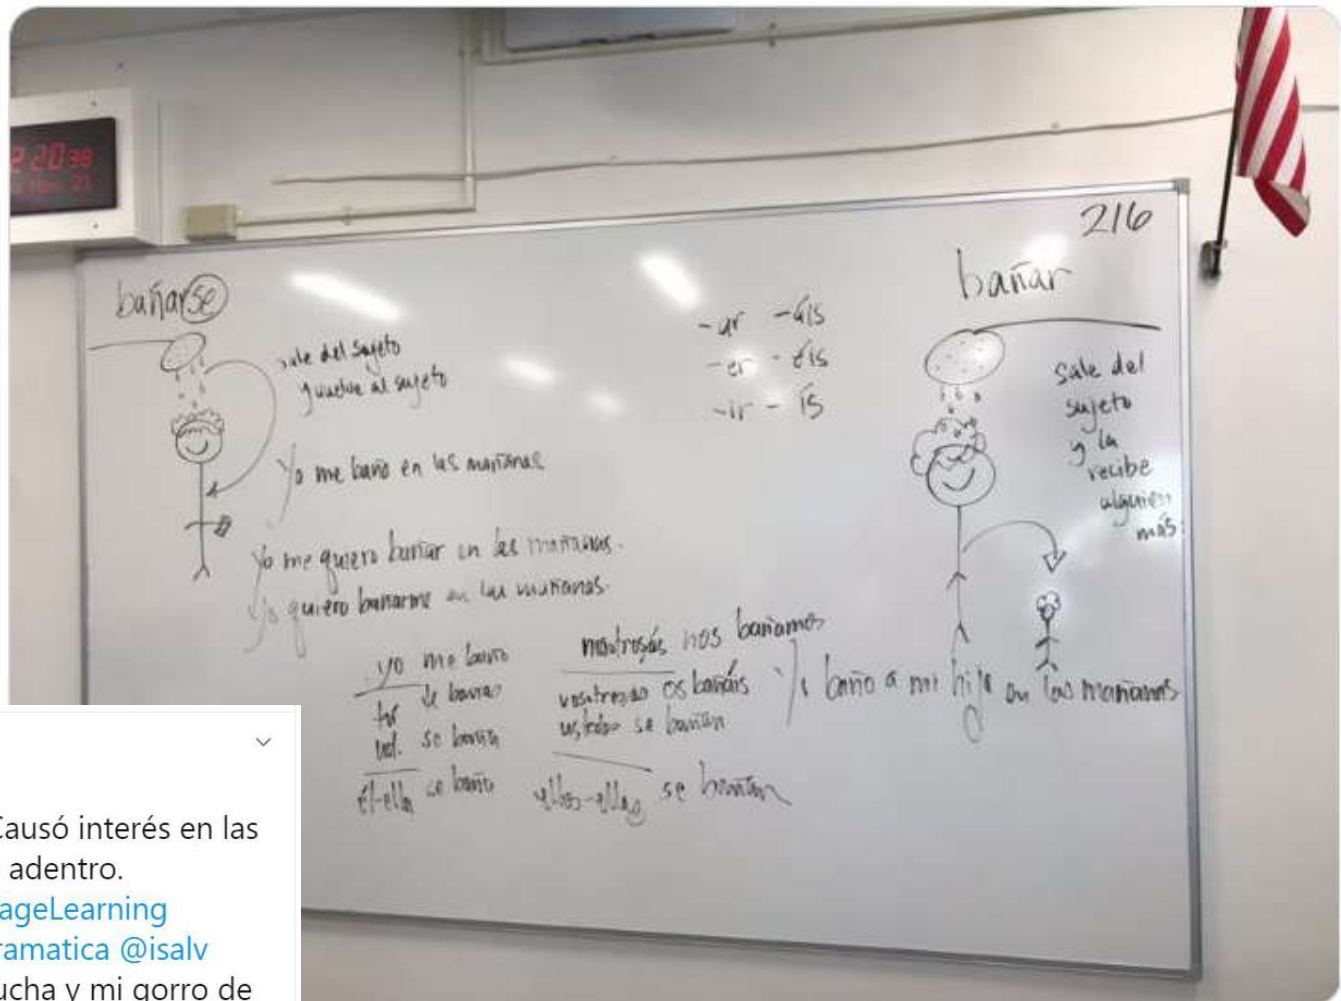 216
bañarse
bañar
sale del sujeto
y vuelve al sujeto
-ar -áis
-er - éis
-ir - ís
sale del
sujeto
y la
recibe
alguien
más
Yo me baño en las mañanas
Yo me quiero bañar en las mañanas.
Yo quiero bañarme en las mañanas.
yo me baño
tú te bañas
ud. se baña
él-ella se baña
nos bañamos
os bañáis
ustedes se bañan
ellos-ellas se bañan
Yo baño a mi hija en las mañanas
Causó interés en las
adentro.
ageLearning
ramatica @isalv
ucha y mi gorro de